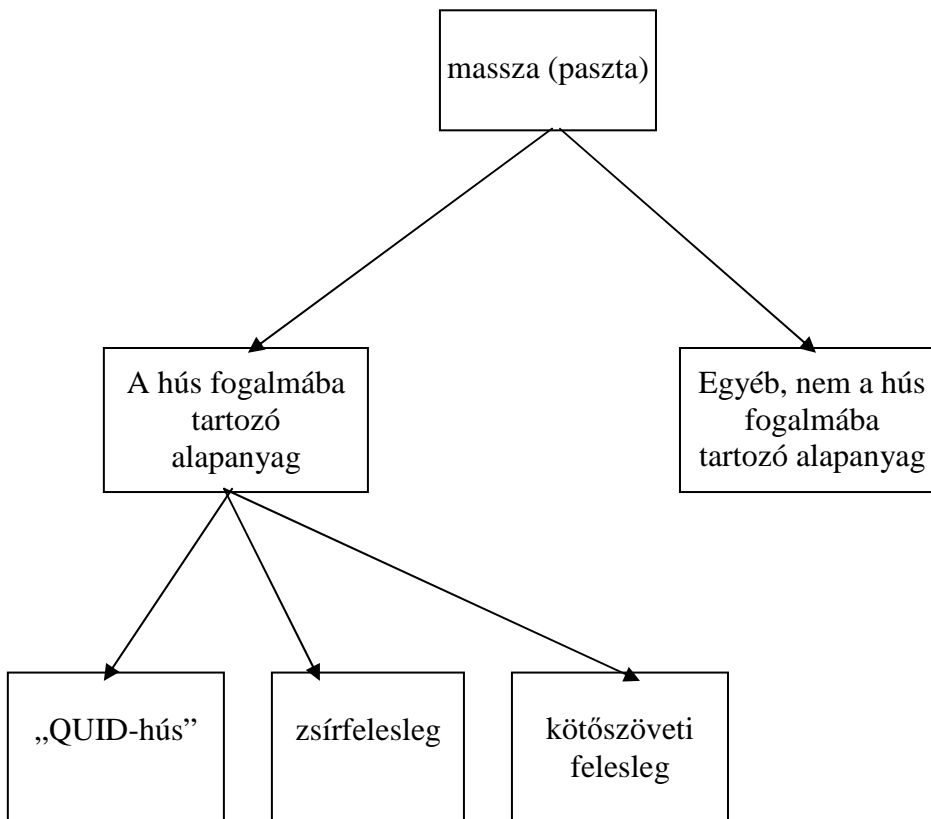 massza (paszta)
A hús fogalmába
tartozó
alapanyag
Egyéb, nem a hús
fogalmába
tartozó alapanyag
„QUID-hús”
zsírfelesleg
kötőszöveti
felesleg